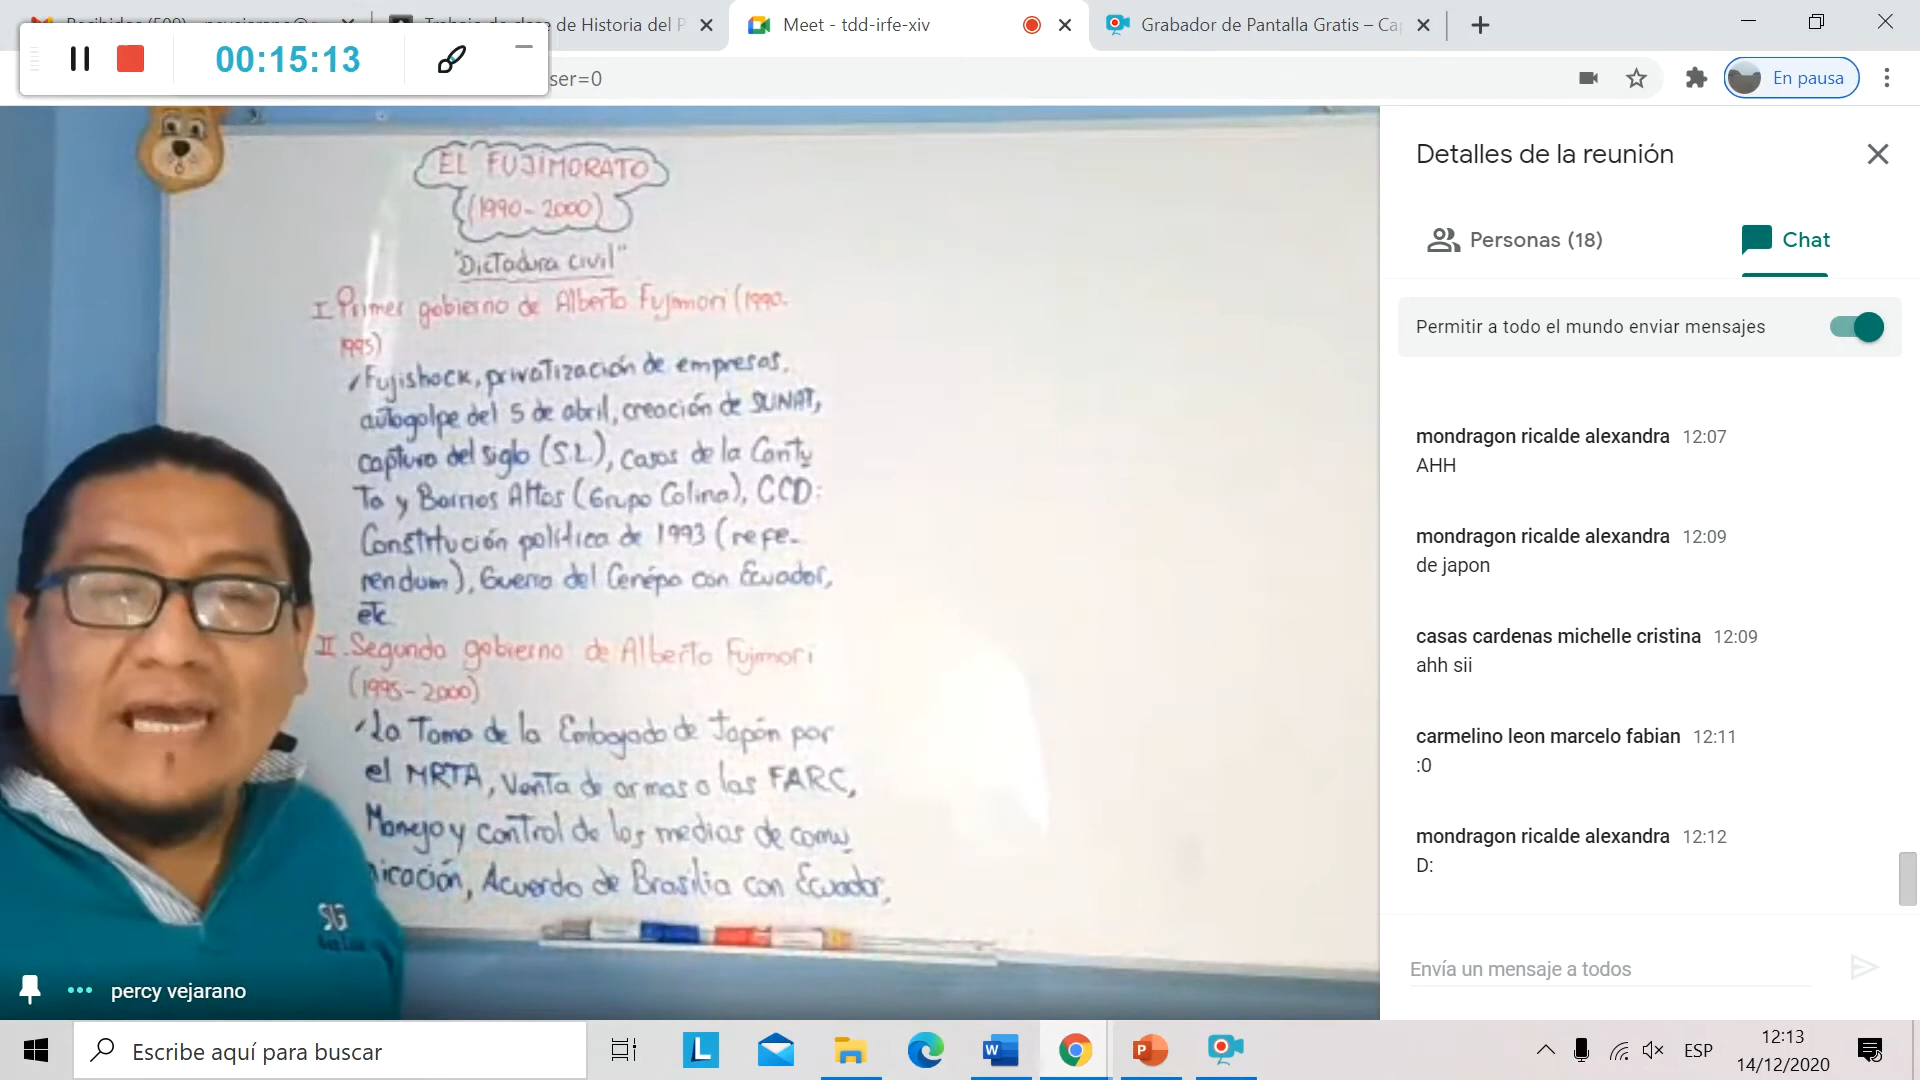 Meet - tdd-irfe-xiv
Grabador de Pantalla Gratis – Ca
de Historia del P
00:15:13
ser=0
En pausa
EL FUJIMORATO
(1990-2000)
"Dictadura civil"
I. Primer gobierno de Alberto Fujimori (1990-
1995)
Fujishock, privatización de empresas,
autogolpe del 5 de abril, creación de SUNAT,
captura del siglo (S.L.), casos de la Cantu
ta y Barrios Altos (Grupo Colina), CCD:
Constitución política de 1993 (refe-
rendum), Guerra del Cenépa con Ecuador,
etc
II. Segundo gobierno de Alberto Fujimori
(1995-2000)
La Toma de la Embajada de Japón por
el MRTA, Venta de armas a las FARC,
Manejo y control de los medios de comu
nicación, Acuerdo de Brasilia con Ecuador,
SIG
percy vejarano
Detalles de la reunión
Personas (18)
Chat
Permitir a todo el mundo enviar mensajes
mondragon ricalde alexandra 12:07
AHH
mondragon ricalde alexandra 12:09
de japon
casas cardenas michelle cristina 12:09
ahh sii
carmelino leon marcelo fabian 12:11
:0
mondragon ricalde alexandra 12:12
D:
Envía un mensaje a todos
Escribe aquí para buscar
ESP
12:13
14/12/2020